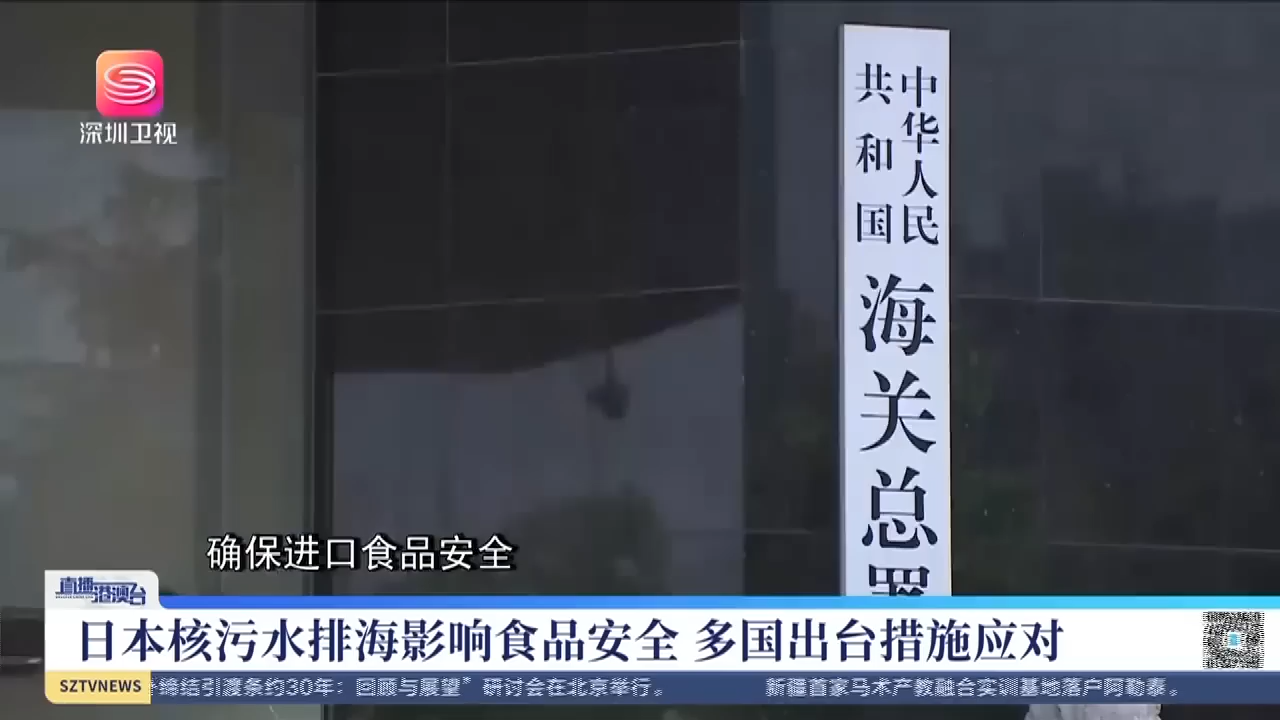 深圳卫视
中华人民
共和国
海关总署
确保进口食品安全
直播港澳台
日本核污水排海影响食品安全 多国出台措施应对
SZTVNEWS
缔结引渡条约30年：回顾与展望”研讨会在北京举行。 新疆首家马术产教融合实训基地落户阿勒泰。